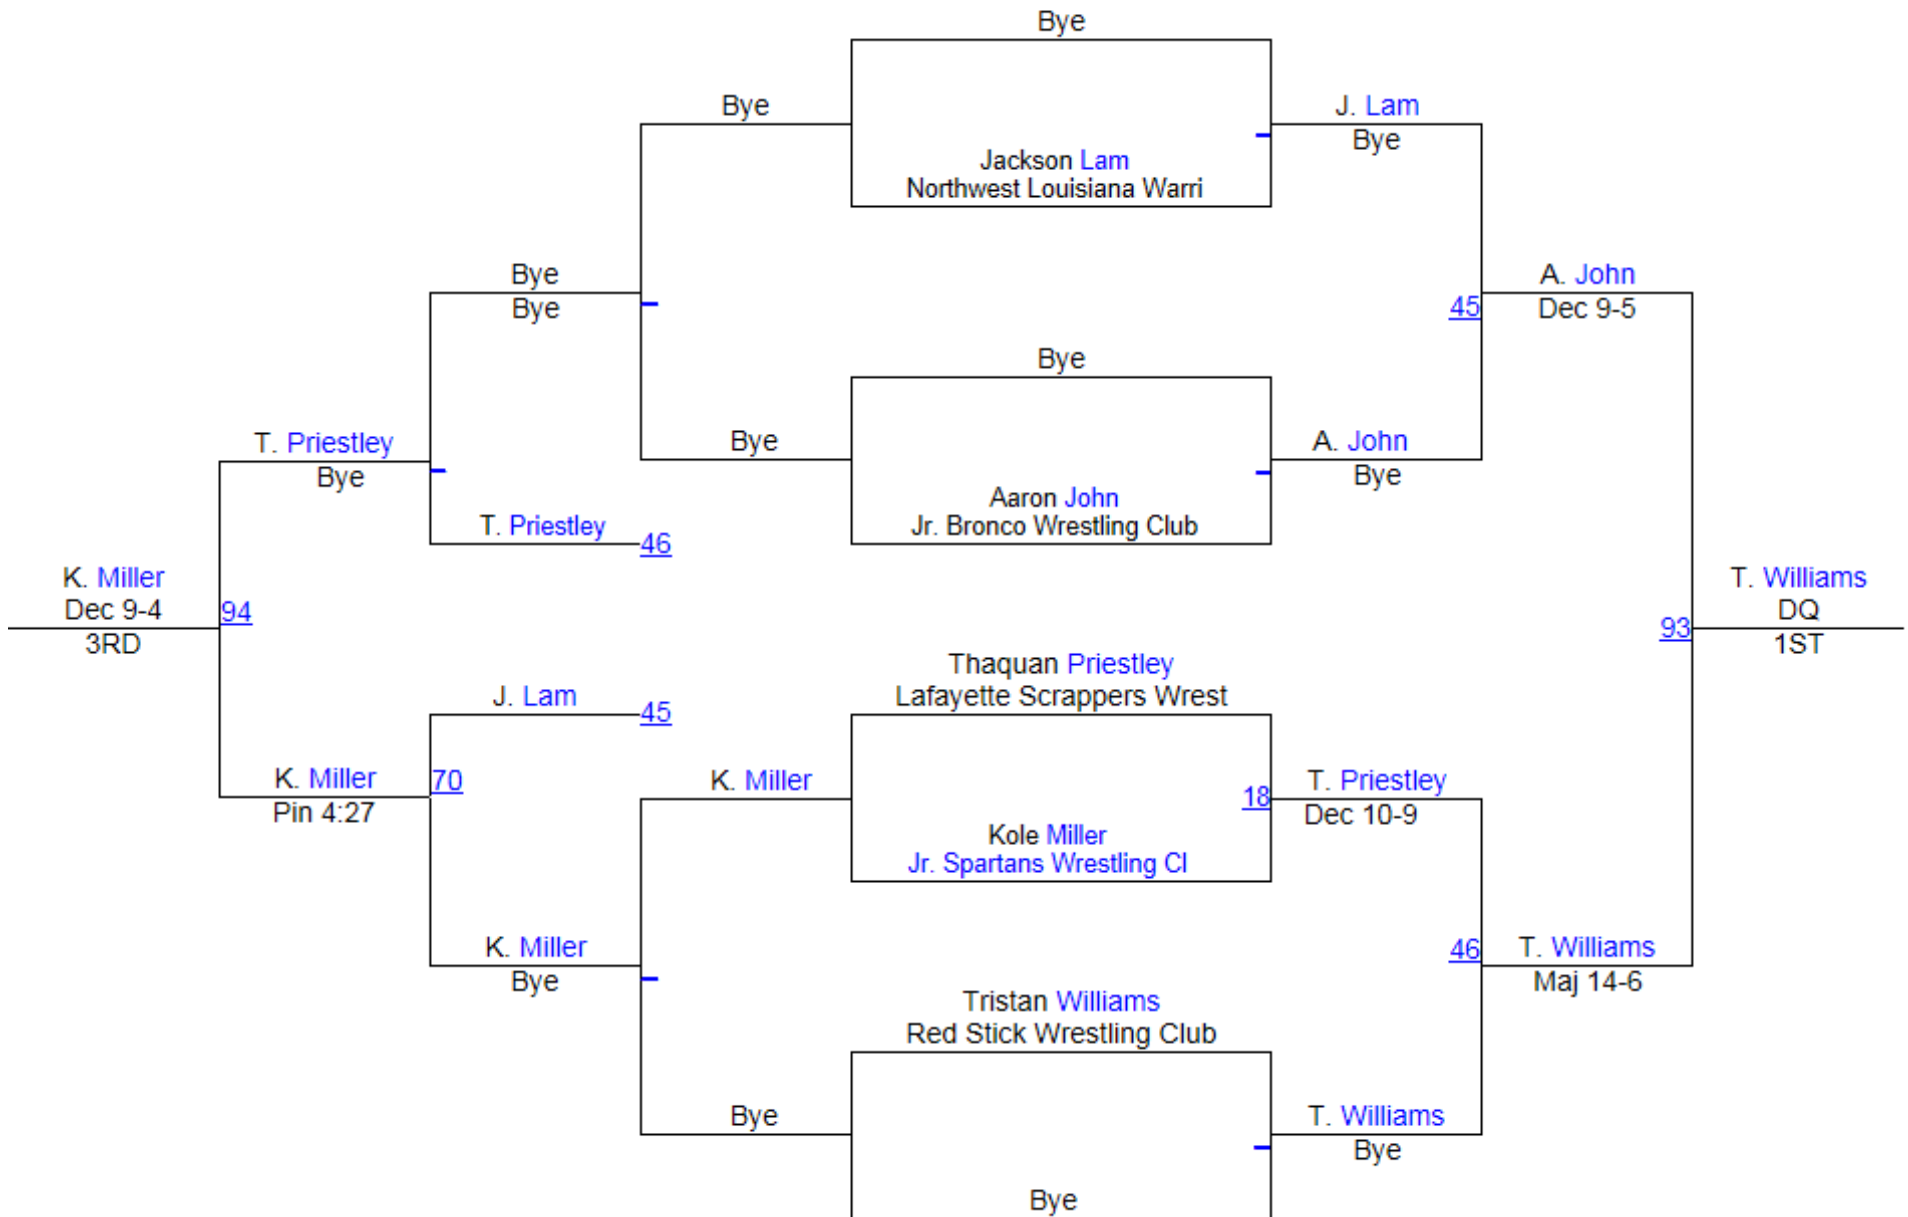 Bye
Bye
J. Lam
Bye
Jackson Lam
Northwest Louisiana Warri
Bye
Bye
A. John
45
Dec 9-5
Bye
T. Priestley
Bye
Bye
A. John
Bye
Aaron John
Jr. Bronco Wrestling Club
T. Priestley
46
K. Miller
Dec 9-4
3RD
94
T. Williams
DQ
1ST
93
Thaquan Priestley
Lafayette Scrappers Wrest
J. Lam
45
K. Miller
Pin 4:27
70
K. Miller
18
T. Priestley
Dec 10-9
Kole Miller
Jr. Spartans Wrestling Cl
K. Miller
Bye
46
T. Williams
Maj 14-6
Tristan Williams
Red Stick Wrestling Club
Bye
T. Williams
Bye
Bye